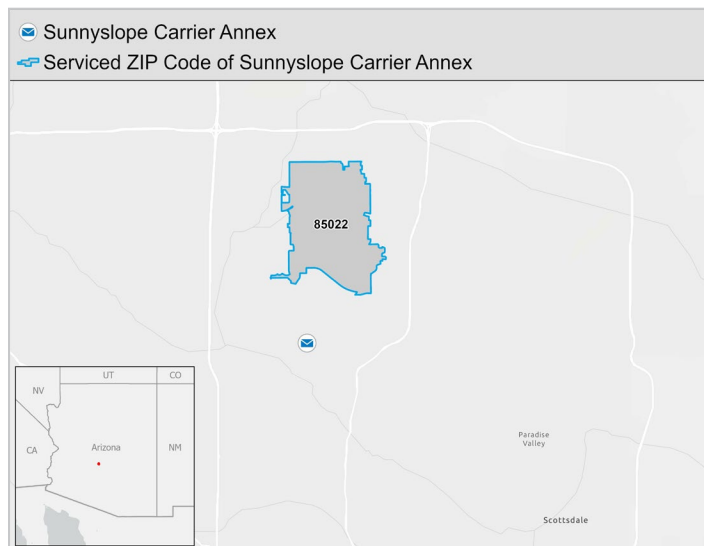 Sunnyslope Carrier Annex
Serviced ZIP Code of Sunnyslope Carrier Annex
85022
UT
CO
NV
CA
Arizona
NM
Paradise
Valley
Scottsdale